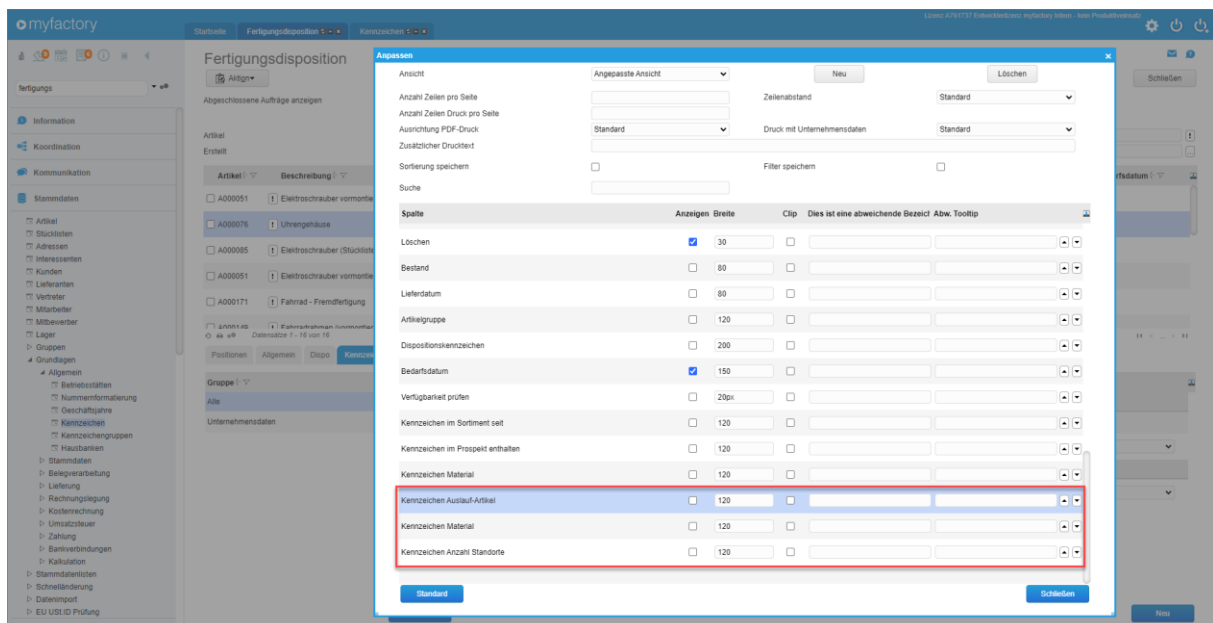 myfactory
Startseite
Fertigungsdisposition
Kennzeichen
Lizenz 4761737 Entwicklerlizenz myfactory Intern - kein Produktiveinsatz
fertigungs
Information
Koordination
Kommunikation
Stammdaten
Artikel
Stücklisten
Adressen
Interessenten
Kunden
Lieferanten
Vertreter
Mitarbeiter
Mitbewerber
Lager
Gruppen
Grundlagen
Allgemein
Betriebsstätten
Nummernformatierung
Geschäftsjahre
Kennzeichen
Kennzeichengruppen
Hausbanken
Stammdaten
Belegverarbeitung
Lieferung
Rechnungslegung
Kostenrechnung
Umsatzsteuer
Zahlung
Bankverbindungen
Kalkulation
Stammdatenlisten
Schnelländerung
Datenimport
EU USt.ID Prüfung
Fertigungsdisposition
Aktion
Schließen
Abgeschlossene Aufträge anzeigen
Artikel
Erstellt
Artikel Beschreibung
rfsdatum
A000051 Elektroschrauber vormontie
A000076 Uhrengehäuse
A000085 Elektroschrauber (Stückliste
A000051 Elektroschrauber vormontie
A000171 Fahrrad - Fremdfertigung
A000149 Fahrradrahmen (vormontier
Datensätze 1 - 16 von 16
Positionen Allgemein Dispo Kennzei
Gruppe
Alle
Unternehmensdaten
Neu
Anpassen
Ansicht Angepasste Ansicht Neu Löschen
Anzahl Zeilen pro Seite Zeilenabstand Standard
Anzahl Zeilen Druck pro Seite
Ausrichtung PDF-Druck Standard Druck mit Unternehmensdaten Standard
Zusätzlicher Drucktext
Sortierung speichern Filter speichern
Suche
Spalte Anzeigen Breite Clip Dies ist eine abweichende Bezeich Abw. Tooltip
Löschen 30
Bestand 80
Lieferdatum 80
Artikelgruppe 120
Dispositionskennzeichen 200
Bedarfsdatum 150
Verfügbarkeit prüfen 20px
Kennzeichen im Sortiment seit 120
Kennzeichen im Prospekt enthalten 120
Kennzeichen Material 120
Kennzeichen Auslauf-Artikel 120
Kennzeichen Material 120
Kennzeichen Anzahl Standorte 120
Standard Schließen